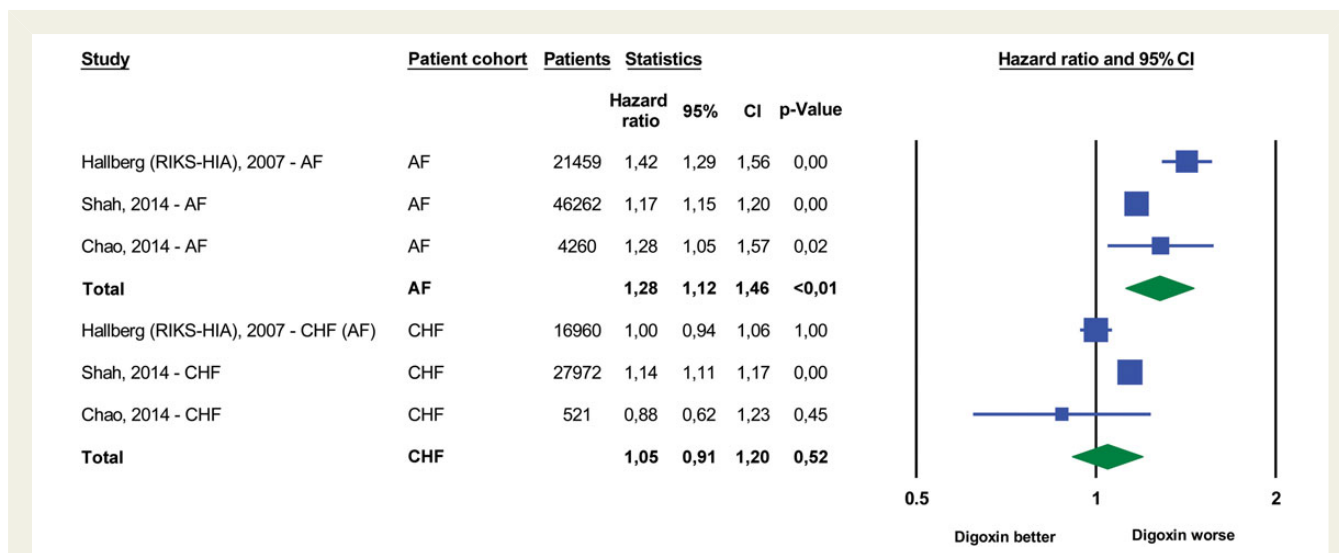 Study Patient cohort Patients Statistics Hazard ratio and 95% CI
Hazard ratio 95% CI p-Value
Hallberg (RIKS-HIA), 2007 - AF AF 21459 1,42 1,29 1,56 0,00
Shah, 2014 - AF AF 46262 1,17 1,15 1,20 0,00
Chao, 2014 - AF AF 4260 1,28 1,05 1,57 0,02
Total AF 1,28 1,12 1,46 <0,01
Hallberg (RIKS-HIA), 2007 - CHF (AF) CHF 16960 1,00 0,94 1,06 1,00
Shah, 2014 - CHF CHF 27972 1,14 1,11 1,17 0,00
Chao, 2014 - CHF CHF 521 0,88 0,62 1,23 0,45
Total CHF 1,05 0,91 1,20 0,52
0.5 1 2
Digoxin better Digoxin worse